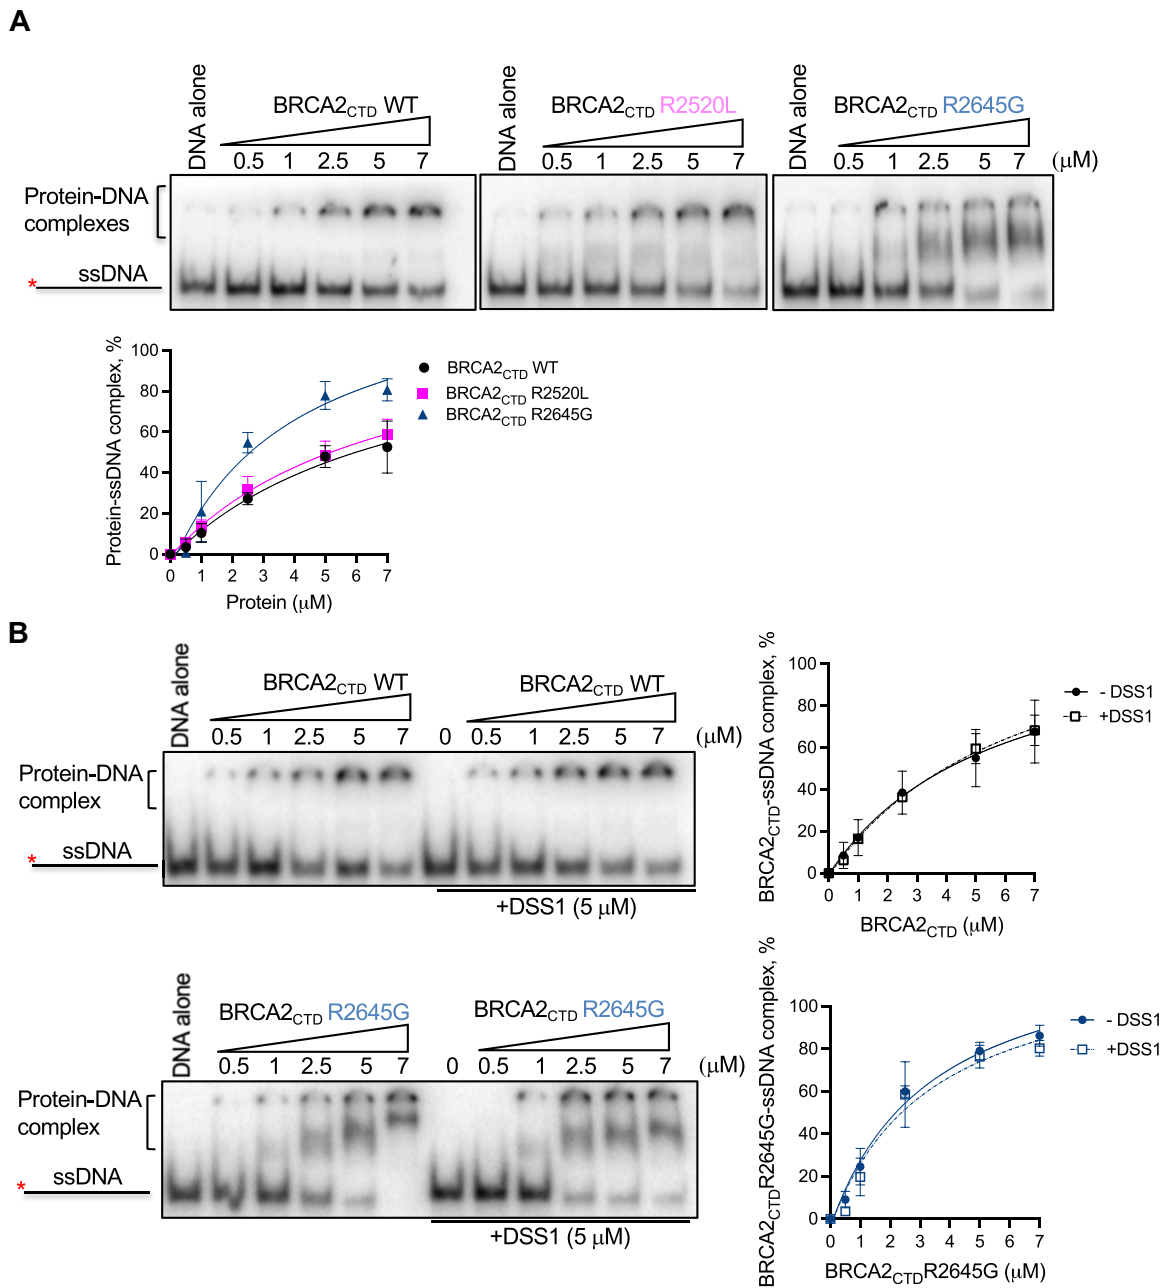 A
DNA alone
BRCA2CTD WT
0.5 1 2.5 5 7
DNA alone
BRCA2CTD R2520L
0.5 1 2.5 5 7
DNA alone
BRCA2CTD R2645G
0.5 1 2.5 5 7 (μM)
Protein-DNA
complexes
* ssDNA
Protein-ssDNA complex, %
100
80
60
40
20
0
0 1 2 3 4 5 6 7
Protein (μM)
BRCA2CTD WT
BRCA2CTD R2520L
BRCA2CTD R2645G
B
DNA alone
BRCA2CTD WT
0.5 1 2.5 5 7 (μM)
BRCA2CTD WT
0 0.5 1 2.5 5 7 (μM)
Protein-DNA
complex
* ssDNA
+DSS1 (5 μM)
BRCA2CTD-ssDNA complex, %
100
80
60
40
20
0
0 1 2 3 4 5 6 7
BRCA2CTD (μM)
- DSS1
+DSS1
DNA alone
BRCA2CTD R2645G
0.5 1 2.5 5 7
BRCA2CTD R2645G
0 0.5 1 2.5 5 7 (μM)
Protein-DNA
complex
* ssDNA
+DSS1 (5 μM)
BRCA2CTDR2645G-ssDNA complex, %
100
80
60
40
20
0
0 1 2 3 4 5 6 7
BRCA2CTDR2645G (μM)
- DSS1
+DSS1